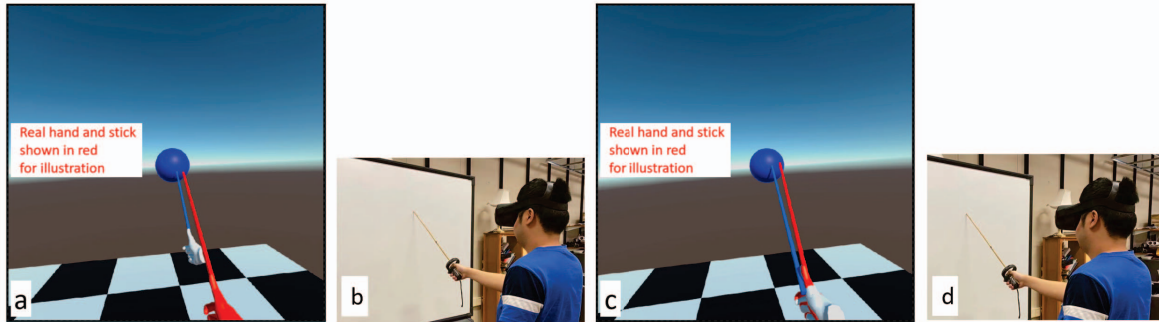 Real hand and stick
shown in red
for illustration
a
b
Real hand and stick
shown in red
for illustration
c
d